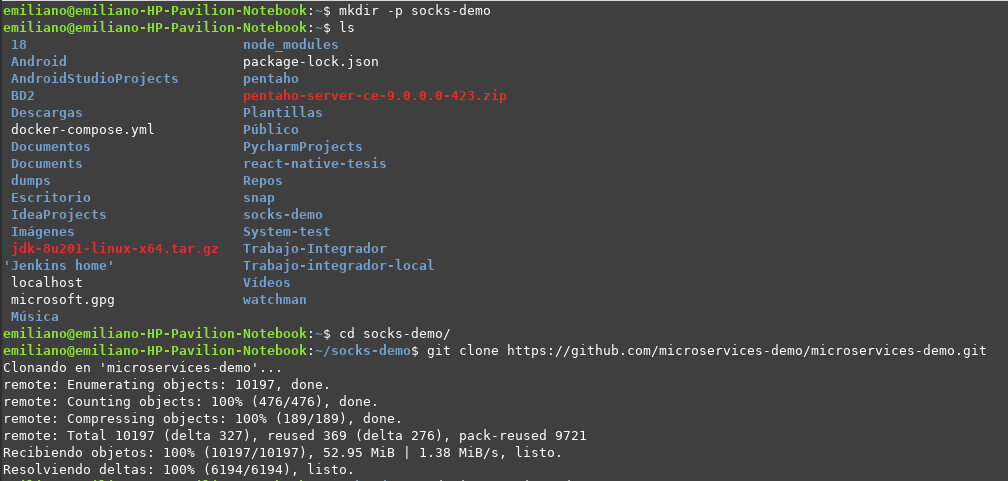 emiliano@emiliano-HP-Pavilion-Notebook:~$ mkdir -p socks-demo
emiliano@emiliano-HP-Pavilion-Notebook:~$ ls
18 node_modules
Android package-lock.json
AndroidStudioProjects pentaho
BD2 pentaho-server-ce-9.0.0.0-423.zip
Descargas Plantillas
docker-compose.yml Público
Documentos PycharmProjects
Documents react-native-tesis
dumps Repos
Escritorio snap
IdeaProjects socks-demo
Imágenes System-test
jdk-8u201-linux-x64.tar.gz Trabajo-Integrador
'Jenkins home' Trabajo-integrador-local
localhost Vídeos
microsoft.gpg watchman
Música
emiliano@emiliano-HP-Pavilion-Notebook:~$ cd socks-demo/
emiliano@emiliano-HP-Pavilion-Notebook:~/socks-demo$ git clone https://github.com/microservices-demo/microservices-demo.git
Clonando en 'microservices-demo'...
remote: Enumerating objects: 10197, done.
remote: Counting objects: 100% (476/476), done.
remote: Compressing objects: 100% (189/189), done.
remote: Total 10197 (delta 327), reused 369 (delta 276), pack-reused 9721
Recibiendo objetos: 100% (10197/10197), 52.95 MiB | 1.38 MiB/s, listo.
Resolviendo deltas: 100% (6194/6194), listo.